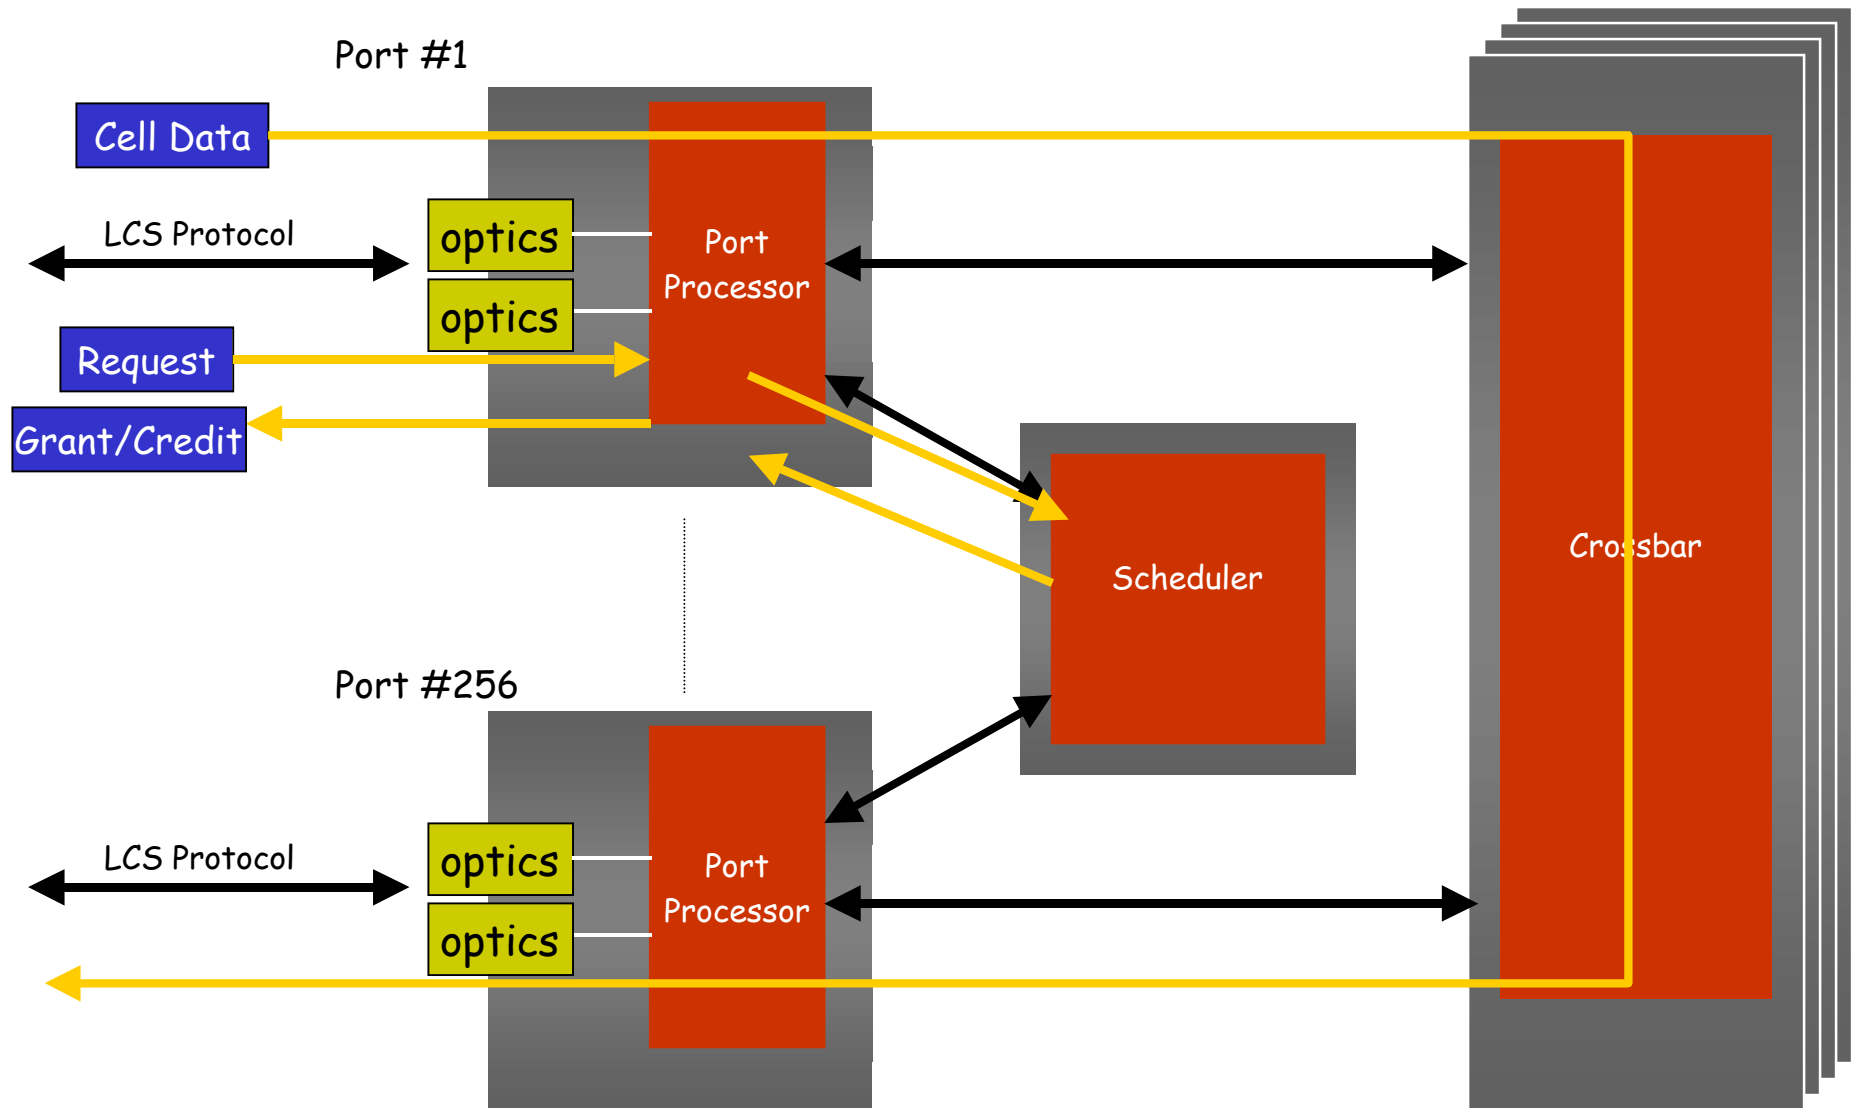 Port #1
Cell Data
LCS Protocol
optics
optics
Port
Processor
Request
Grant/Credit
Scheduler
Crossbar
Port #256
LCS Protocol
optics
optics
Port
Processor